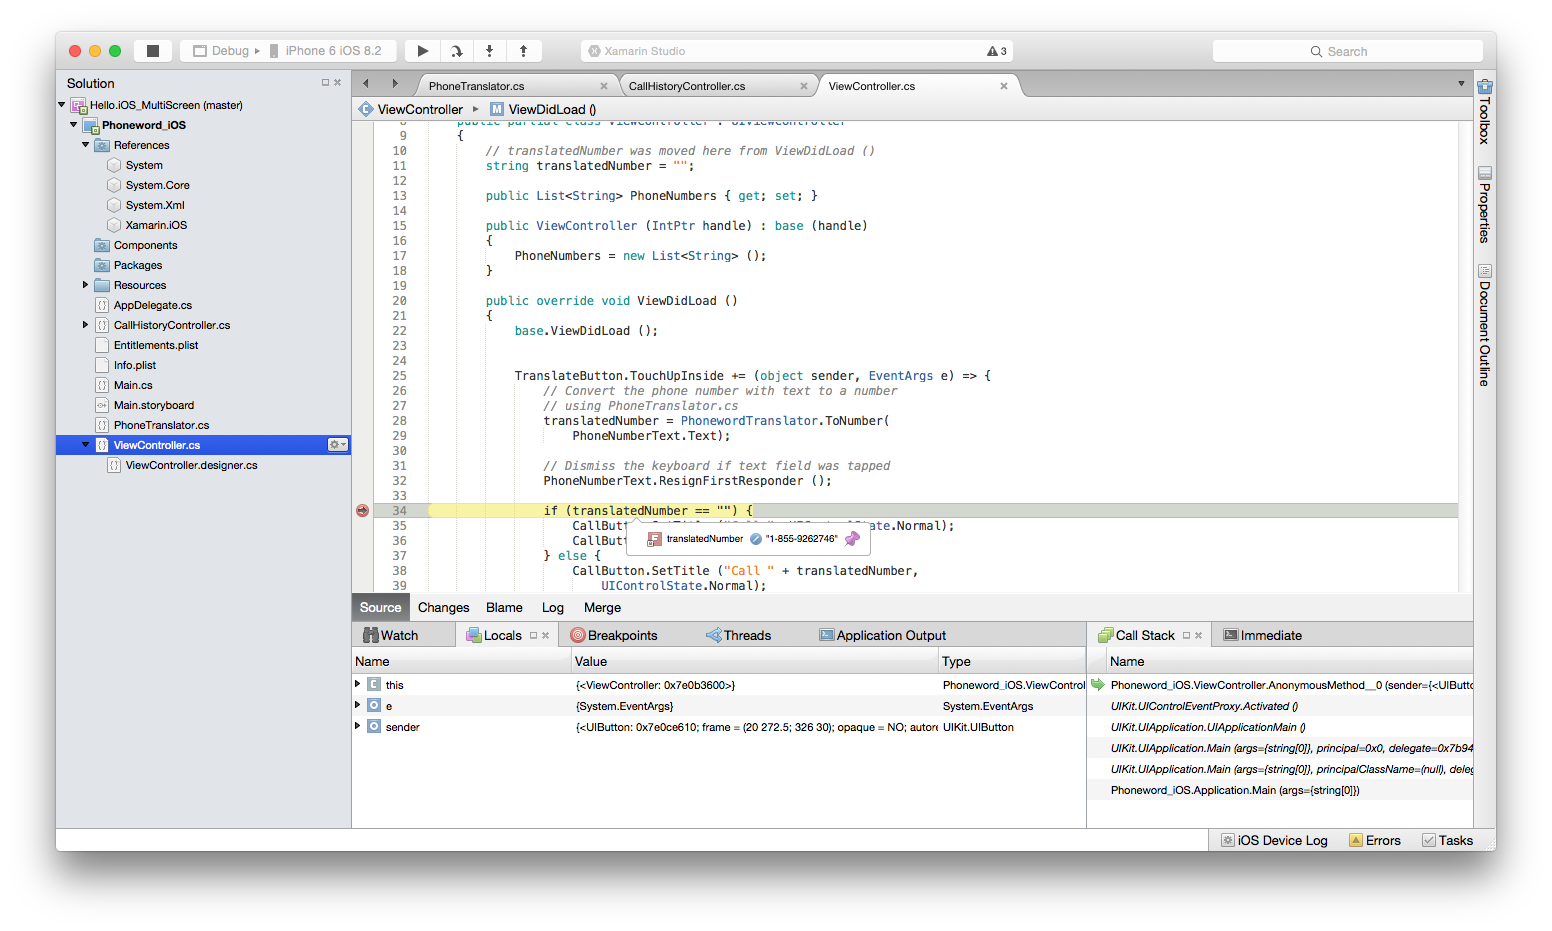 Debug ▸ iPhone 6 iOS 8.2
Xamarin Studio
3
Search
Solution
Hello.iOS_MultiScreen (master)
Phoneword_iOS
References
System
System.Core
System.Xml
Xamarin.iOS
Components
Packages
Resources
AppDelegate.cs
CallHistoryController.cs
Entitlements.plist
Info.plist
Main.cs
Main.storyboard
PhoneTranslator.cs
ViewController.cs
ViewController.designer.cs
PhoneTranslator.cs
CallHistoryController.cs
ViewController.cs
ViewController ▸ ViewDidLoad ()
8 public partial class ViewController : UIViewController
9 {
10 // translatedNumber was moved here from ViewDidLoad ()
11 string translatedNumber = "";
12
13 public List<String> PhoneNumbers { get; set; }
14
15 public ViewController (IntPtr handle) : base (handle)
16 {
17 PhoneNumbers = new List<String> ();
18 }
19
20 public override void ViewDidLoad ()
21 {
22 base.ViewDidLoad ();
23
24
25 TranslateButton.TouchUpInside += (object sender, EventArgs e) => {
26 // Convert the phone number with text to a number
27 // using PhoneTranslator.cs
28 translatedNumber = PhonewordTranslator.ToNumber(
29 PhoneNumberText.Text);
30
31 // Dismiss the keyboard if text field was tapped
32 PhoneNumberText.ResignFirstResponder ();
33
34 if (translatedNumber == "") {
35 CallButt State.Normal);
36 CallButt
translatedNumber "1-855-9262746"
37 } else {
38 CallButton.SetTitle ("Call " + translatedNumber,
39 UIControlState.Normal);
Source Changes Blame Log Merge
Watch
Locals
Breakpoints
Threads
Application Output
Name Value Type
this {<ViewController: 0x7e0b3600>} Phoneword_iOS.ViewControl
e {System.EventArgs} System.EventArgs
sender {<UIButton: 0x7e0ce610; frame = (20 272.5; 326 30); opaque = NO; autore UIKit.UIButton
Call Stack
Immediate
Name
Phoneword_iOS.ViewController.AnonymousMethod__0 (sender={<UIButto
UIKit.UIControlEventProxy.Activated ()
UIKit.UIApplication.UIApplicationMain ()
UIKit.UIApplication.Main (args={string[0]}, principal=0x0, delegate=0x7b94
UIKit.UIApplication.Main (args={string[0]}, principalClassName=(null), deleg
Phoneword_iOS.Application.Main (args={string[0]})
Toolbox
Properties
Document Outline
iOS Device Log
Errors
Tasks